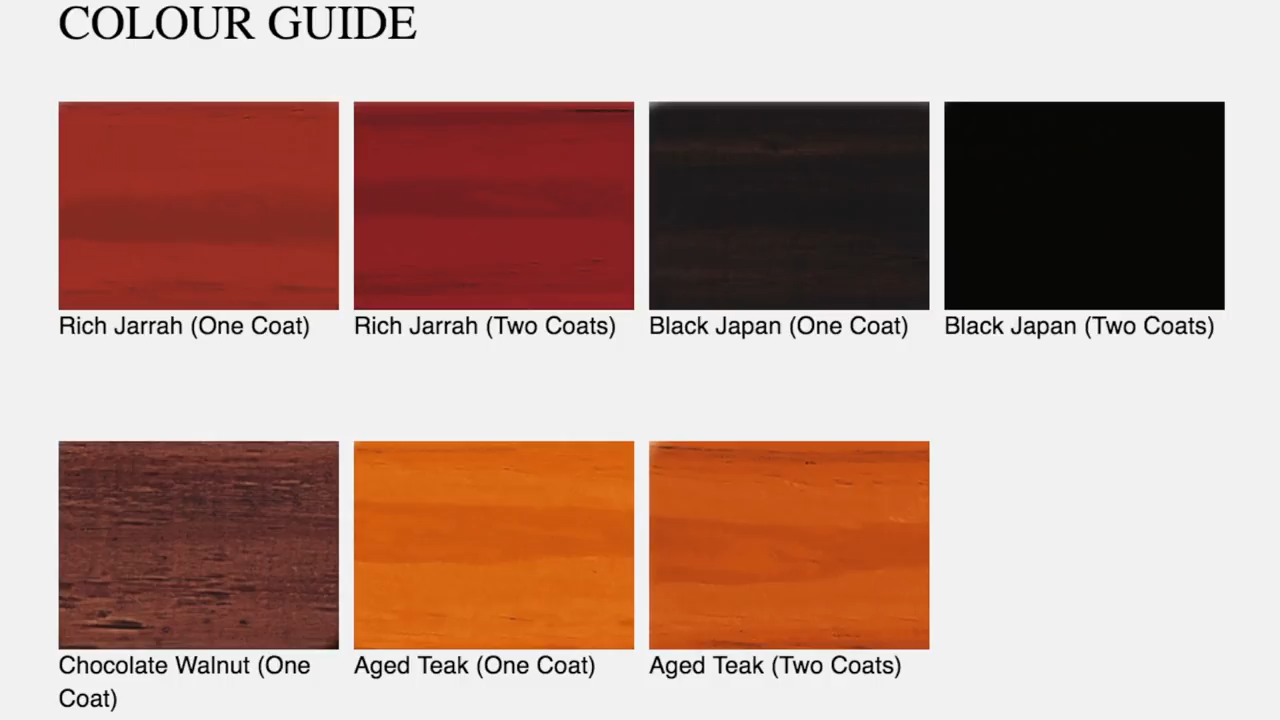 COLOUR GUIDE
Rich Jarrah (One Coat)
Rich Jarrah (Two Coats)
Black Japan (One Coat)
Black Japan (Two Coats)
Chocolate Walnut (One
Coat)
Aged Teak (One Coat)
Aged Teak (Two Coats)